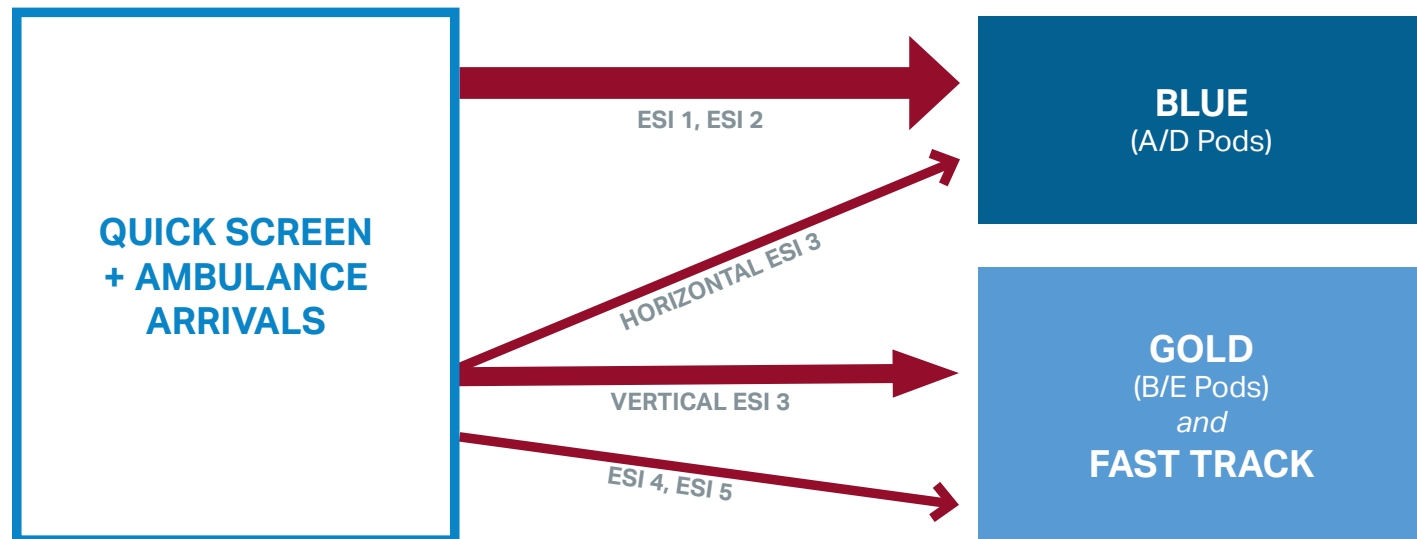 QUICK SCREEN
+ AMBULANCE
ARRIVALS
ESI 1, ESI 2
HORIZONTAL ESI 3
VERTICAL ESI 3
ESI 4, ESI 5
BLUE
(A/D Pods)
GOLD
(B/E Pods)
and
FAST TRACK